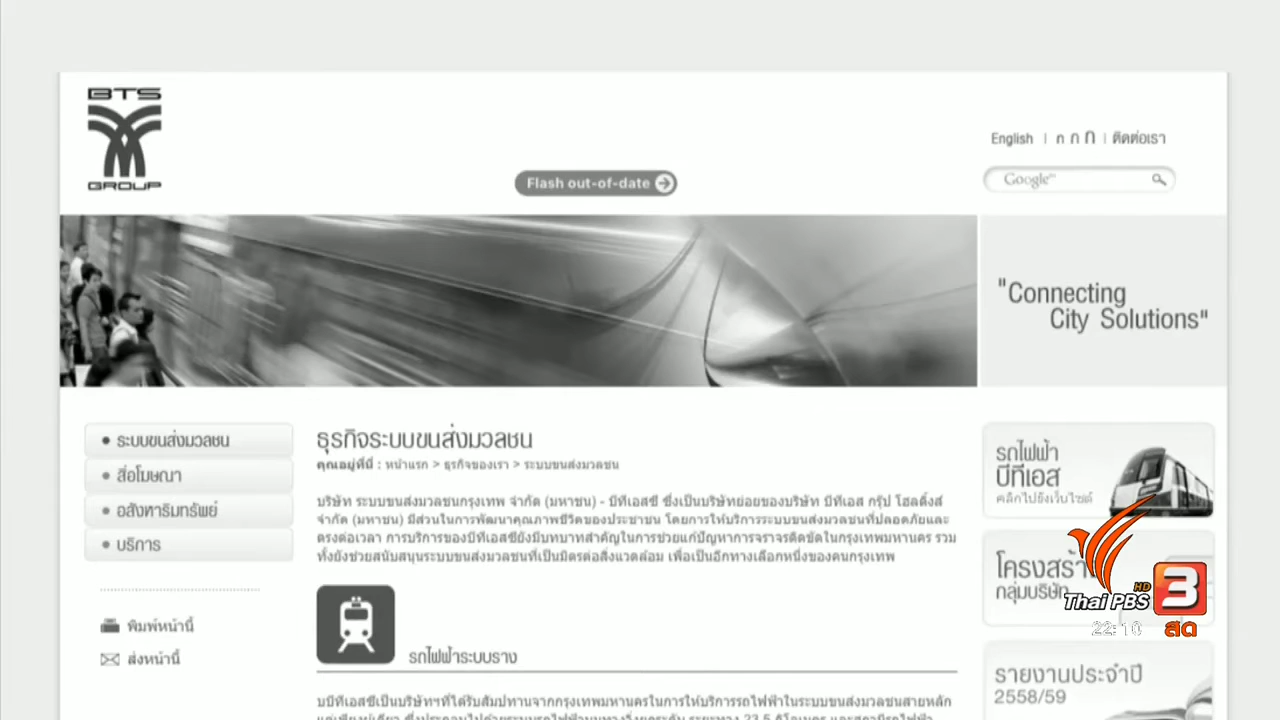 BTS
GROUP
English | ก ก ก | ติดต่อเรา
Flash out-of-date
Google
"Connecting
City Solutions"
ระบบขนส่งมวลชน
สื่อโฆษณา
อสังหาริมทรัพย์
บริการ
พิมพ์หน้านี้
ส่งหน้านี้
ธุรกิจระบบขนส่งมวลชน
คุณอยู่ที่นี่ : หน้าแรก > ธุรกิจของเรา > ระบบขนส่งมวลชน
บริษัท ระบบขนส่งมวลชนกรุงเทพ จำกัด (มหาชน) - บีทีเอสซี ซึ่งเป็นบริษัทย่อยของบริษัท บีทีเอส กรุ๊ป โฮลดิ้งส์
จำกัด (มหาชน) มีส่วนในการพัฒนาคุณภาพชีวิตของประชาชน โดยการให้บริการระบบขนส่งมวลชนที่ปลอดภัยและ
ตรงต่อเวลา การบริการของบีทีเอสซียังมีบทบาทสำคัญในการช่วยแก้ปัญหาการจราจรติดขัดในกรุงเทพมหานคร รวม
ทั้งยังช่วยสนับสนุนระบบขนส่งมวลชนที่เป็นมิตรต่อสิ่งแวดล้อม เพื่อเป็นอีกทางเลือกหนึ่งของคนกรุงเทพ
รถไฟฟ้าระบบราง
บบีทีเอสซีเป็นบริษัทฯที่ได้รับสัมปทานจากกรุงเทพมหานครในการให้บริการรถไฟฟ้าในระบบขนส่งมวลชนสายหลัก
รถไฟฟ้า
บีทีเอส
คลิกไปยังเว็บไซต์
โครงสร้า
กลุ่มบริษัท
รายงานประจำปี
2558/59
Thai PBS HD 3
22:10 สด